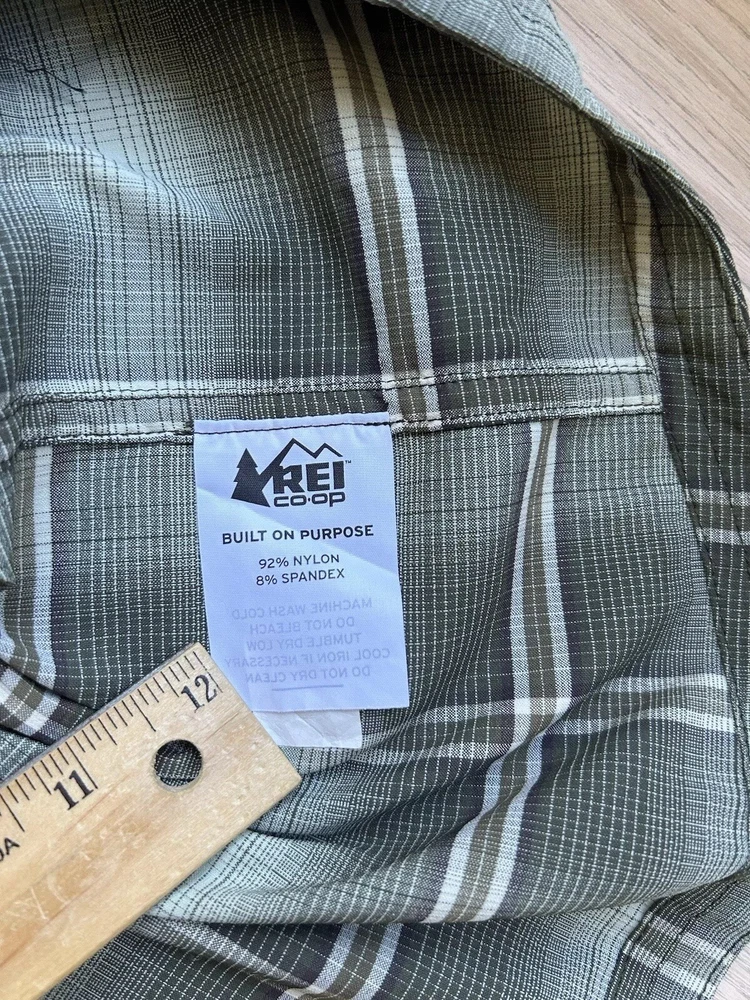 REI™
CO·OP
BUILT ON PURPOSE
92% NYLON
8% SPANDEX
MACHINE WASH COLD
DO NOT BLEACH
TUMBLE DRY LOW
COOL IRON IF NECESSARY
DO NOT DRY CLEAN
12
11